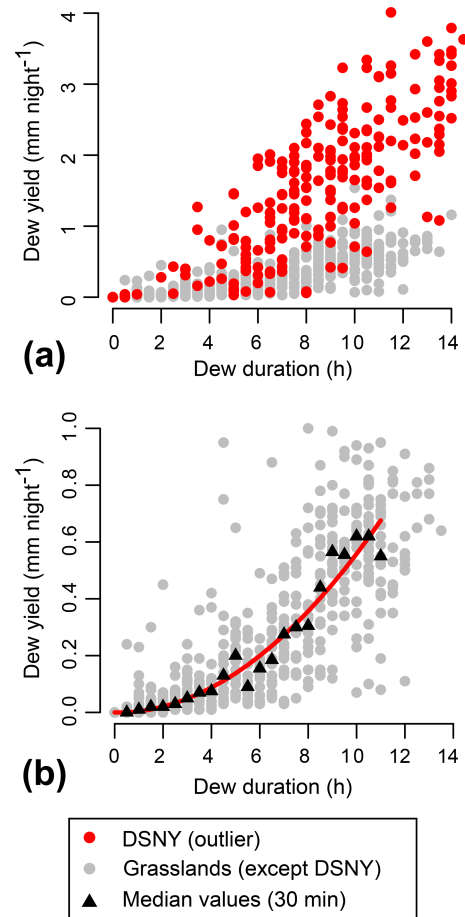 4
3
2
1
0
Dew yield (mm night⁻¹)
0 2 4 6 8 10 12 14
Dew duration (h)
(a)
1.0
0.8
0.6
0.4
0.2
0.0
Dew yield (mm night⁻¹)
0 2 4 6 8 10 12 14
Dew duration (h)
(b)
DSNY (outlier)
Grasslands (except DSNY)
Median values (30 min)